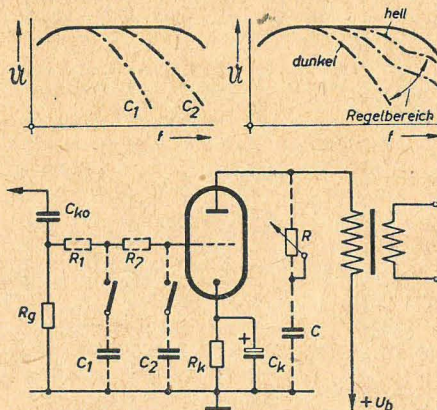 𝔄
C1
C2
f
𝔄
hell
dunkel
Regelbereich
f
Cko
R1
R2
R
Rg
C1
C2
Rk
+
Ck
C
+ Ub